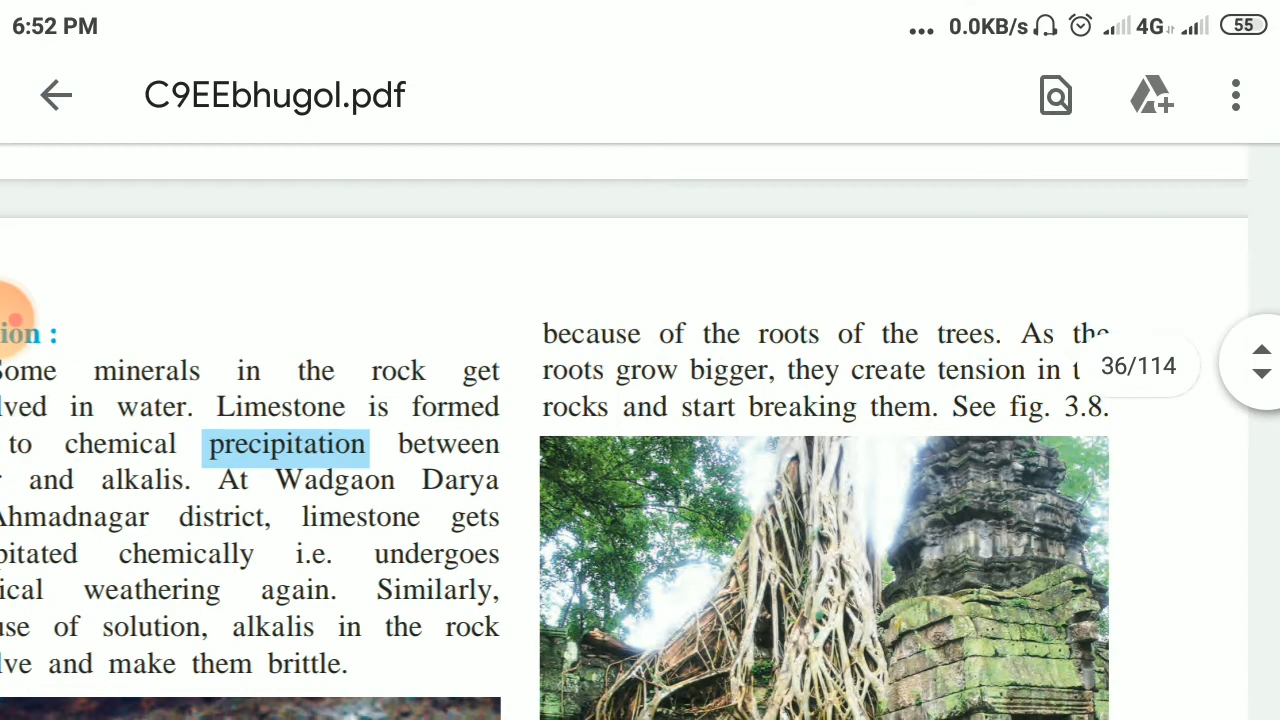 6:52 PM
... 0.0KB/s 4G 55
C9EEbhugol.pdf
ion :
Some minerals in the rock get
lved in water. Limestone is formed
to chemical precipitation between
and alkalis. At Wadgaon Darya
Ahmadnagar district, limestone gets
pitated chemically i.e. undergoes
ical weathering again. Similarly,
use of solution, alkalis in the rock
lve and make them brittle.
because of the roots of the trees. As the
roots grow bigger, they create tension in t
rocks and start breaking them. See fig. 3.8.
36/114